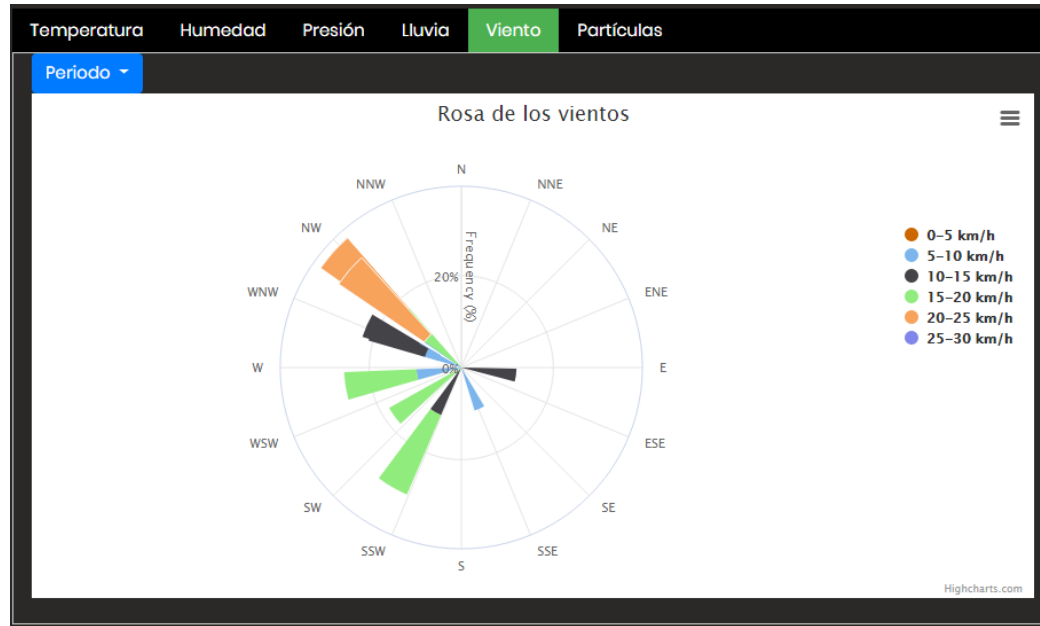 Temperatura Humedad Presión Lluvia Viento Partículas
Periodo
Rosa de los vientos
N
NNE
NE
ENE
E
ESE
SE
SSE
S
SSW
SW
WSW
W
WNW
NW
NNW
Frequency (%)
20%
0%
0–5 km/h
5–10 km/h
10–15 km/h
15–20 km/h
20–25 km/h
25–30 km/h
Highcharts.com